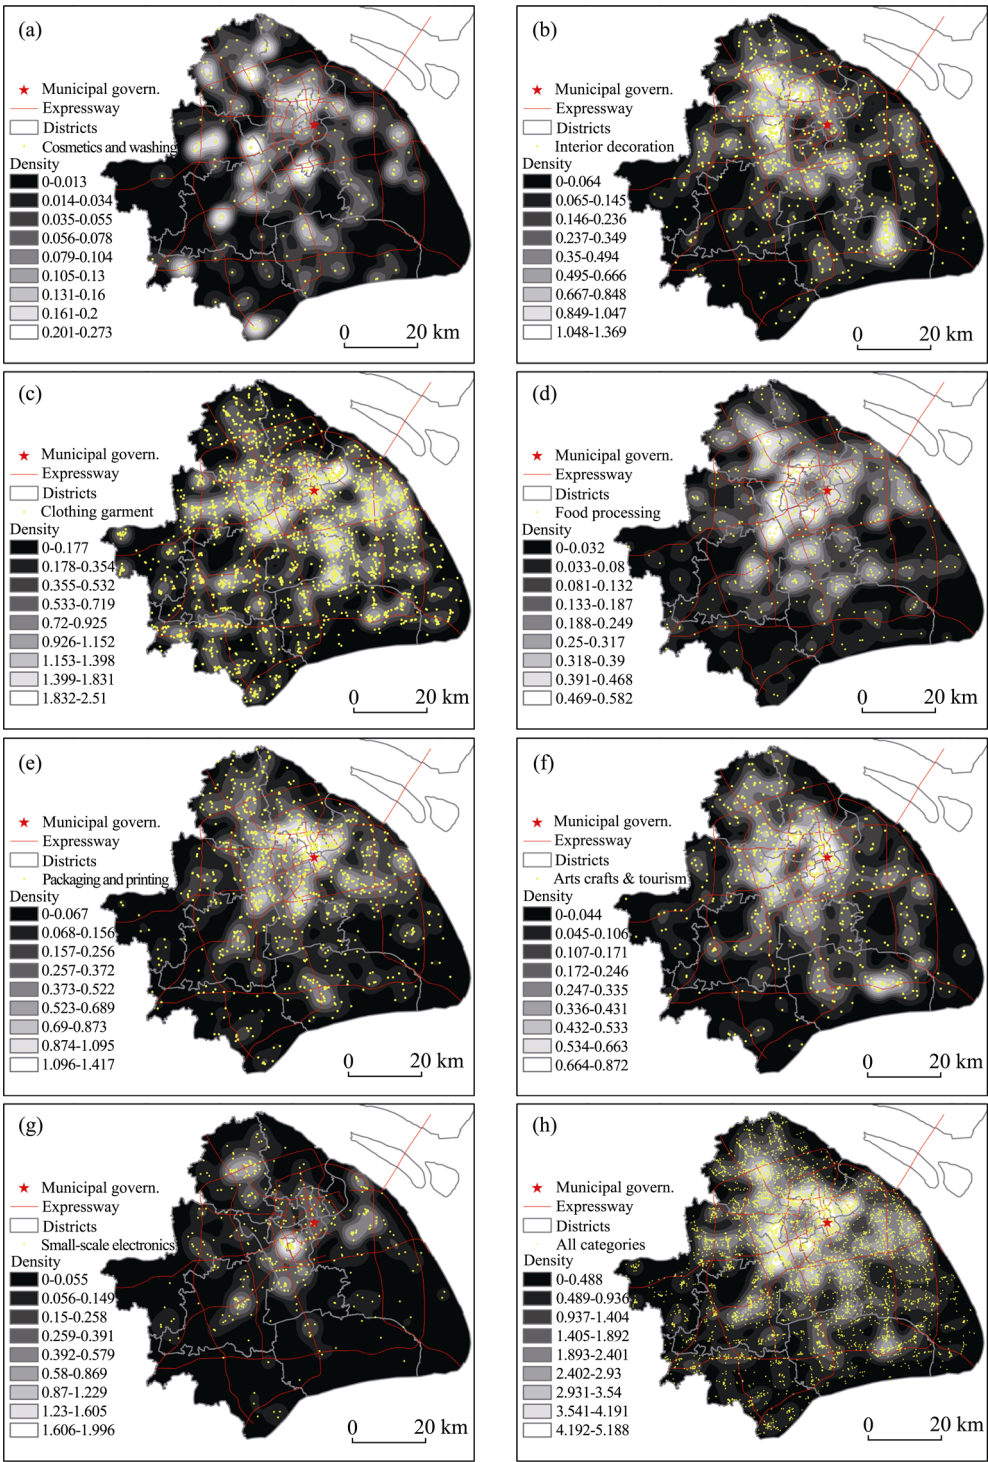 (a)
Municipal govern.
Expressway
Districts
Cosmetics and washing
Density
0-0.013
0.014-0.034
0.035-0.055
0.056-0.078
0.079-0.104
0.105-0.13
0.131-0.16
0.161-0.2
0.201-0.273
0 20 km
(b)
Municipal govern.
Expressway
Districts
Interior decoration
Density
0-0.064
0.065-0.145
0.146-0.236
0.237-0.349
0.35-0.494
0.495-0.666
0.667-0.848
0.849-1.047
1.048-1.369
0 20 km
(c)
Municipal govern.
Expressway
Districts
Clothing garment
Density
0-0.177
0.178-0.354
0.355-0.532
0.533-0.719
0.72-0.925
0.926-1.152
1.153-1.398
1.399-1.831
1.832-2.51
0 20 km
(d)
Municipal govern.
Expressway
Districts
Food processing
Density
0-0.032
0.033-0.08
0.081-0.132
0.133-0.187
0.188-0.249
0.25-0.317
0.318-0.39
0.391-0.468
0.469-0.582
0 20 km
(e)
Municipal govern.
Expressway
Districts
Packaging and printing
Density
0-0.067
0.068-0.156
0.157-0.256
0.257-0.372
0.373-0.522
0.523-0.689
0.69-0.873
0.874-1.095
1.096-1.417
0 20 km
(f)
Municipal govern.
Expressway
Districts
Arts crafts & tourism
Density
0-0.044
0.045-0.106
0.107-0.171
0.172-0.246
0.247-0.335
0.336-0.431
0.432-0.533
0.534-0.663
0.664-0.872
0 20 km
(g)
Municipal govern.
Expressway
Districts
Small-scale electronics
Density
0-0.055
0.056-0.149
0.15-0.258
0.259-0.391
0.392-0.579
0.58-0.869
0.87-1.229
1.23-1.605
1.606-1.996
0 20 km
(h)
Municipal govern.
Expressway
Districts
All categories
Density
0-0.488
0.489-0.936
0.937-1.404
1.405-1.892
1.893-2.401
2.402-2.93
2.931-3.54
3.541-4.191
4.192-5.188
0 20 km